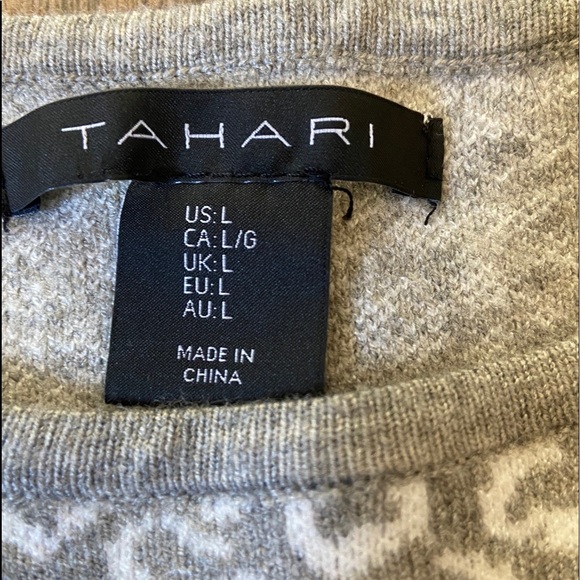 TAHARI
US: L
CA: L/G
UK: L
EU: L
AU: L
MADE IN
CHINA